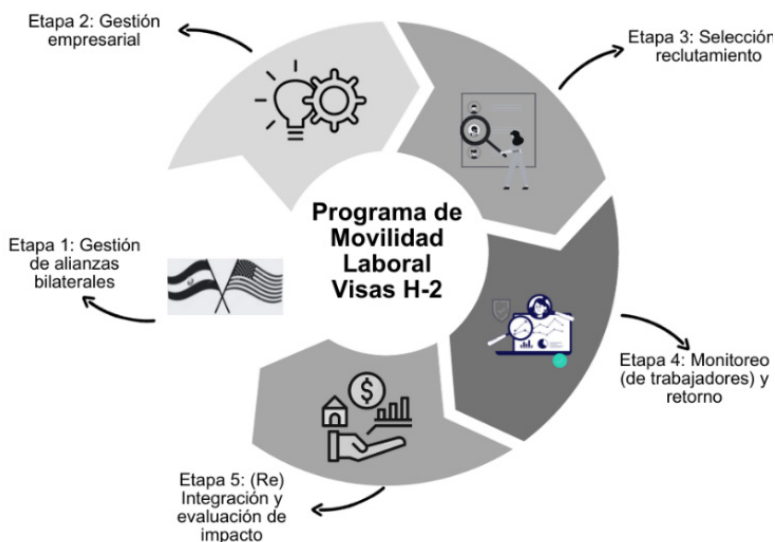 Etapa 2: Gestión
empresarial
Etapa 3: Selección
reclutamiento
Programa de
Movilidad
Laboral
Visas H-2
Etapa 1: Gestión
de alianzas
bilaterales
Etapa 4: Monitoreo
(de trabajadores) y
retorno
Etapa 5: (Re)
Integración y
evaluación de
impacto